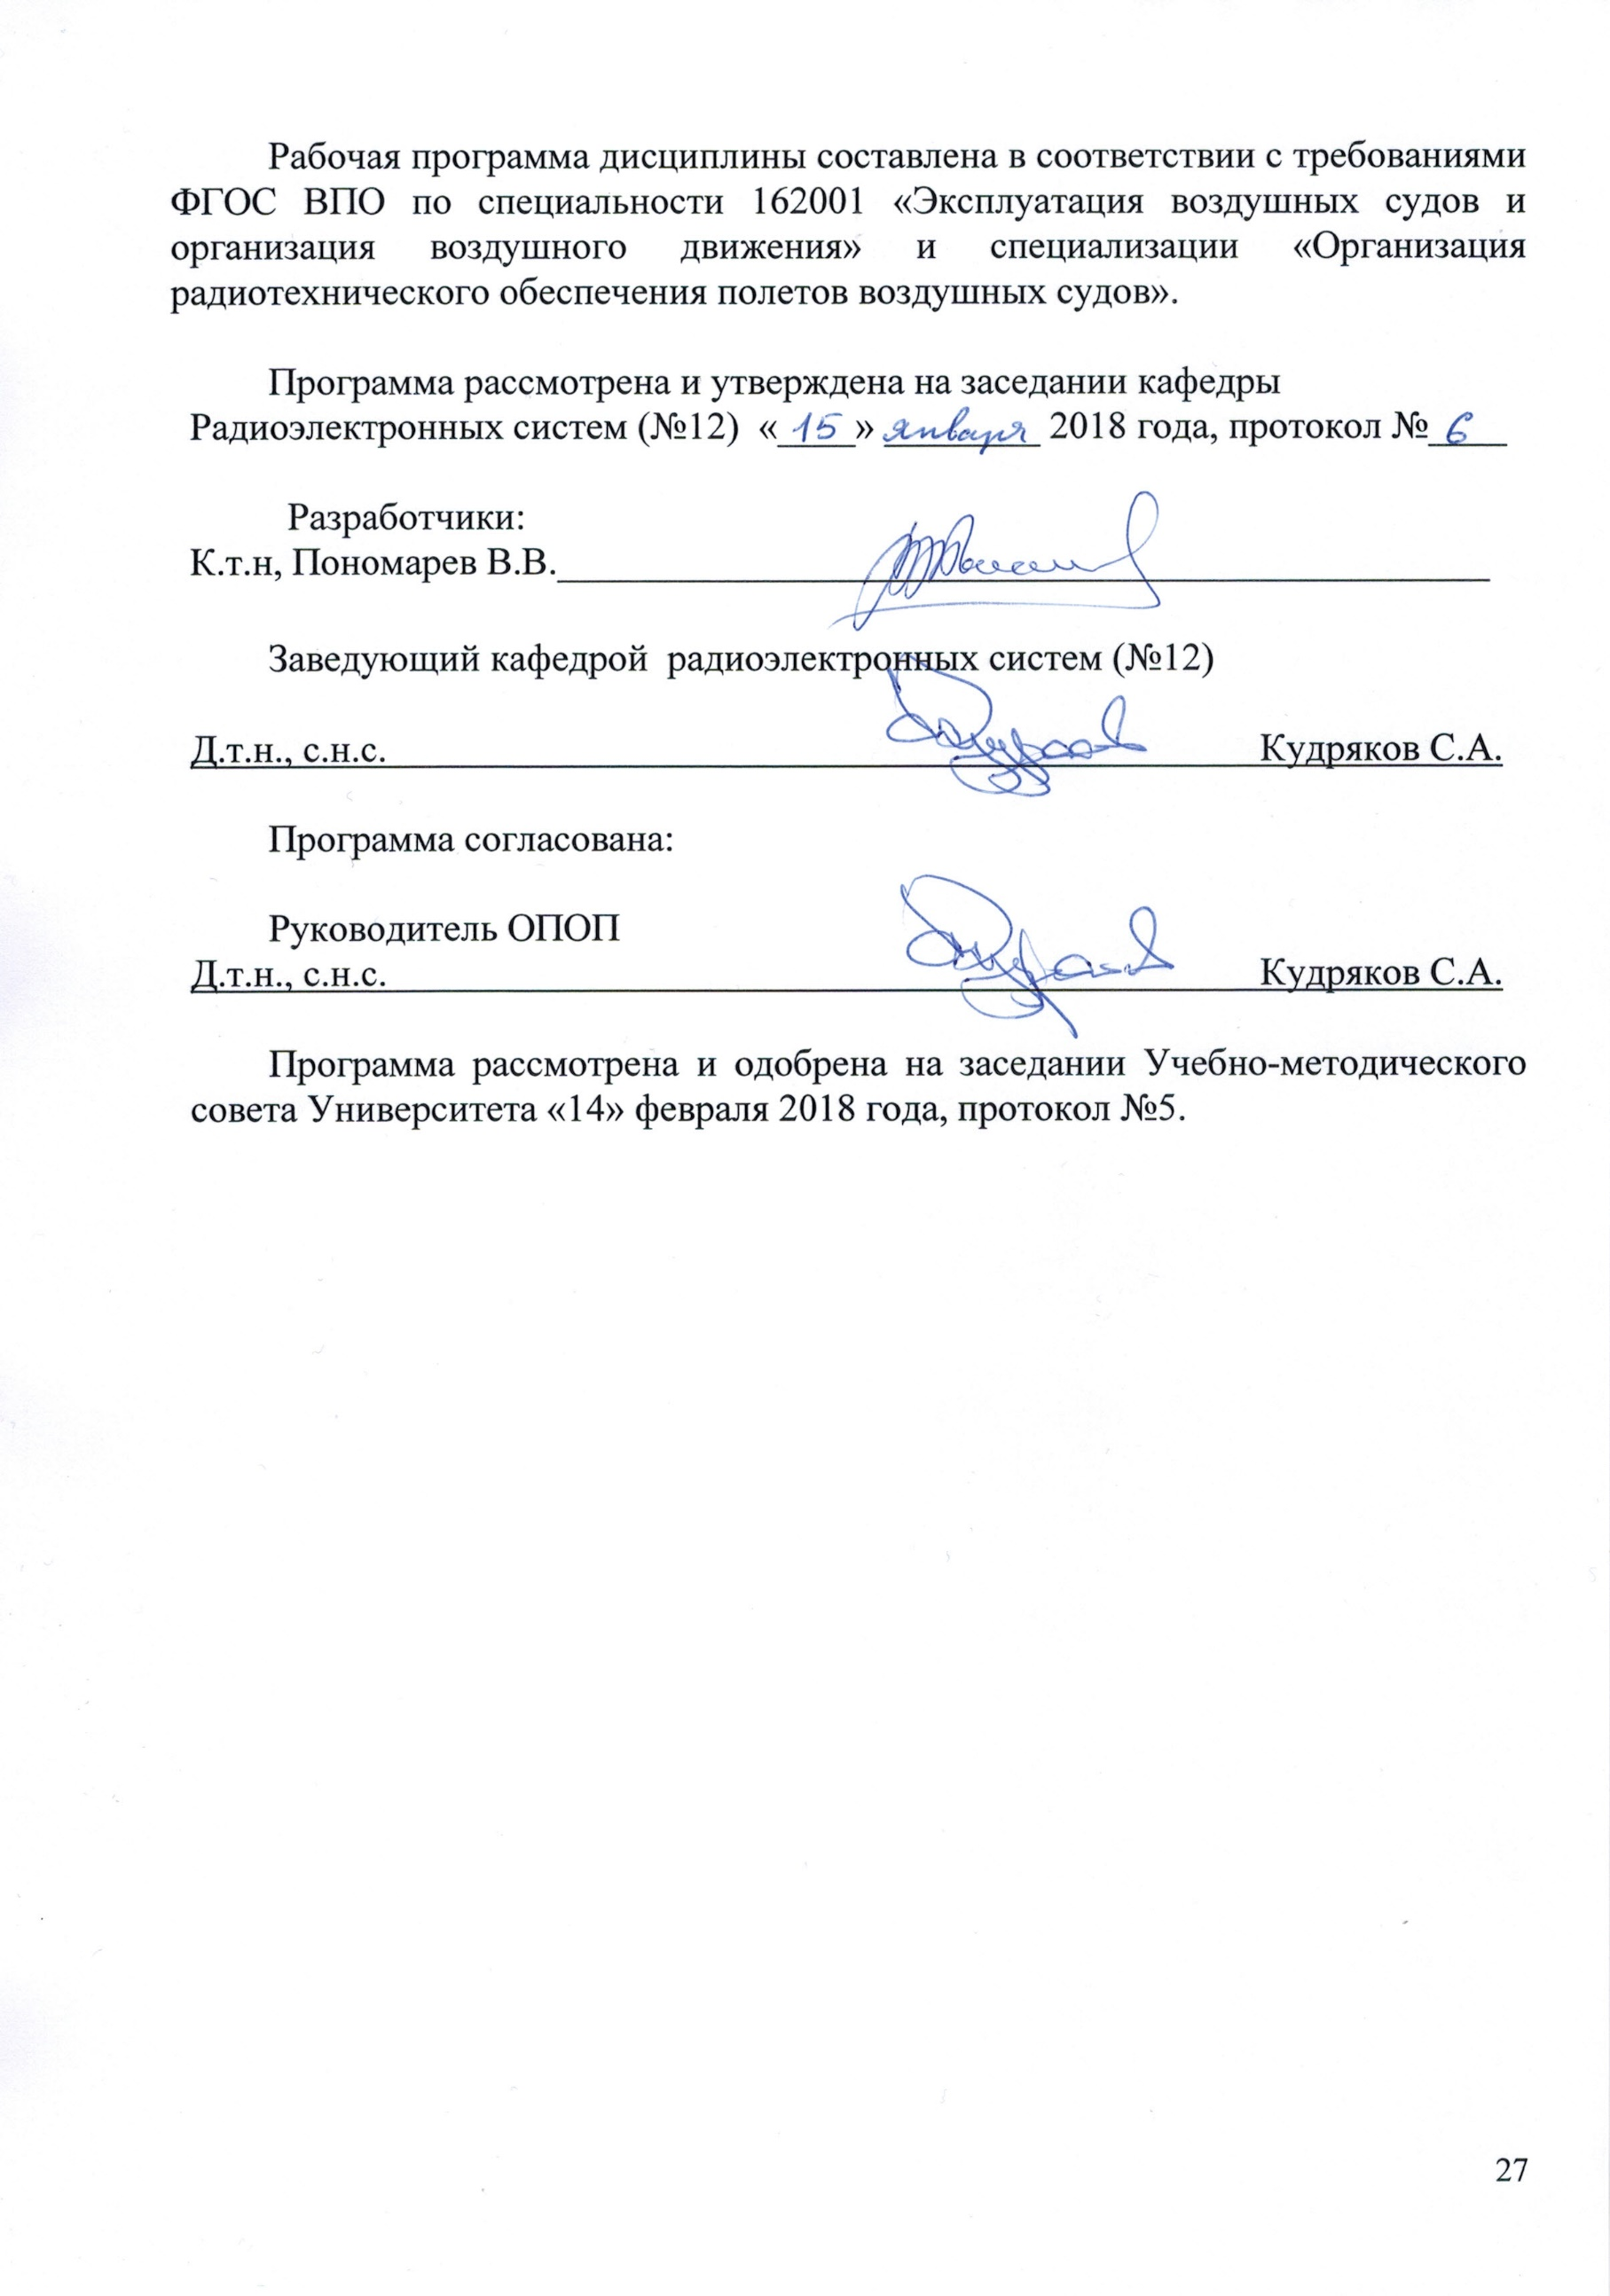 Рабочая программа дисциплины составлена в соответствии с требованиями
ФГОС ВПО по специальности 162001 «Эксплуатация воздушных судов и
организация воздушного движения» и специализации «Организация
радиотехнического обеспечения полетов воздушных судов».
Программа рассмотрена и утверждена на заседании кафедры
Радиоэлектронных систем (№12) «15» января 2018 года, протокол № 6
Разработчики:
К.т.н, Пономарев В.В.
Заведующий кафедрой радиоэлектронных систем (№12)
Д.т.н., с.н.с. Кудряков С.А.
Программа согласована:
Руководитель ОПОП
Д.т.н., с.н.с. Кудряков С.А.
Программа рассмотрена и одобрена на заседании Учебно-методического
совета Университета «14» февраля 2018 года, протокол №5.
27